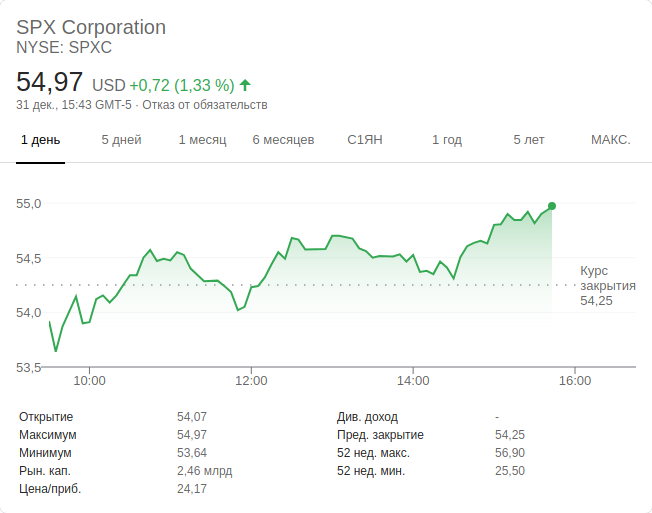 SPX Corporation
NYSE: SPXC
54,97 USD +0,72 (1,33 %)
31 дек., 15:43 GMT-5 · Отказ от обязательств
1 день 5 дней 1 месяц 6 месяцев С1ЯН 1 год 5 лет МАКС.
55,0
54,5
Курс
закрытия
54,25
54,0
53,5
10:00 12:00 14:00 16:00
Открытие 54,07 Див. доход -
Максимум 54,97 Пред. закрытие 54,25
Минимум 53,64 52 нед. макс. 56,90
Рын. кап. 2,46 млрд 52 нед. мин. 25,50
Цена/приб. 24,17